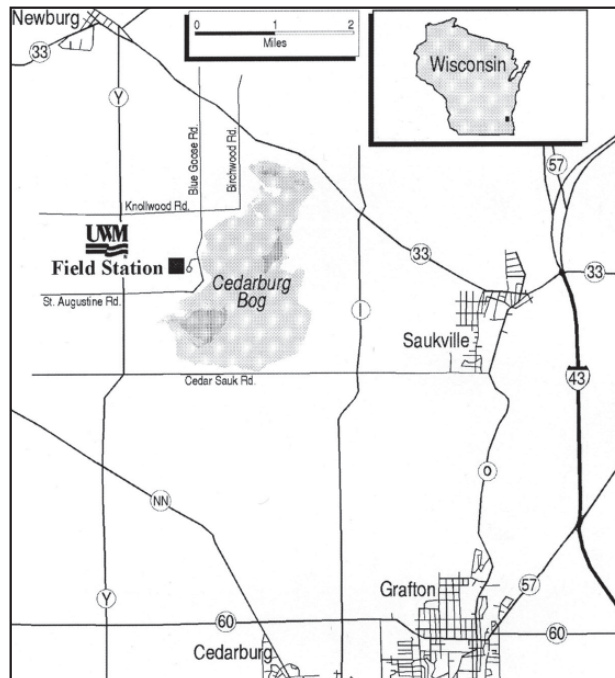 Newburg
0 1 2
Miles
Wisconsin
33
Y
Blue Goose Rd.
Birchwood Rd.
57
Knollwood Rd.
UWM
Field Station
Cedarburg
Bog
33
33
St. Augustine Rd.
I
Saukville
Cedar Sauk Rd.
43
NN
O
Grafton
57
Y
60
60
Cedarburg